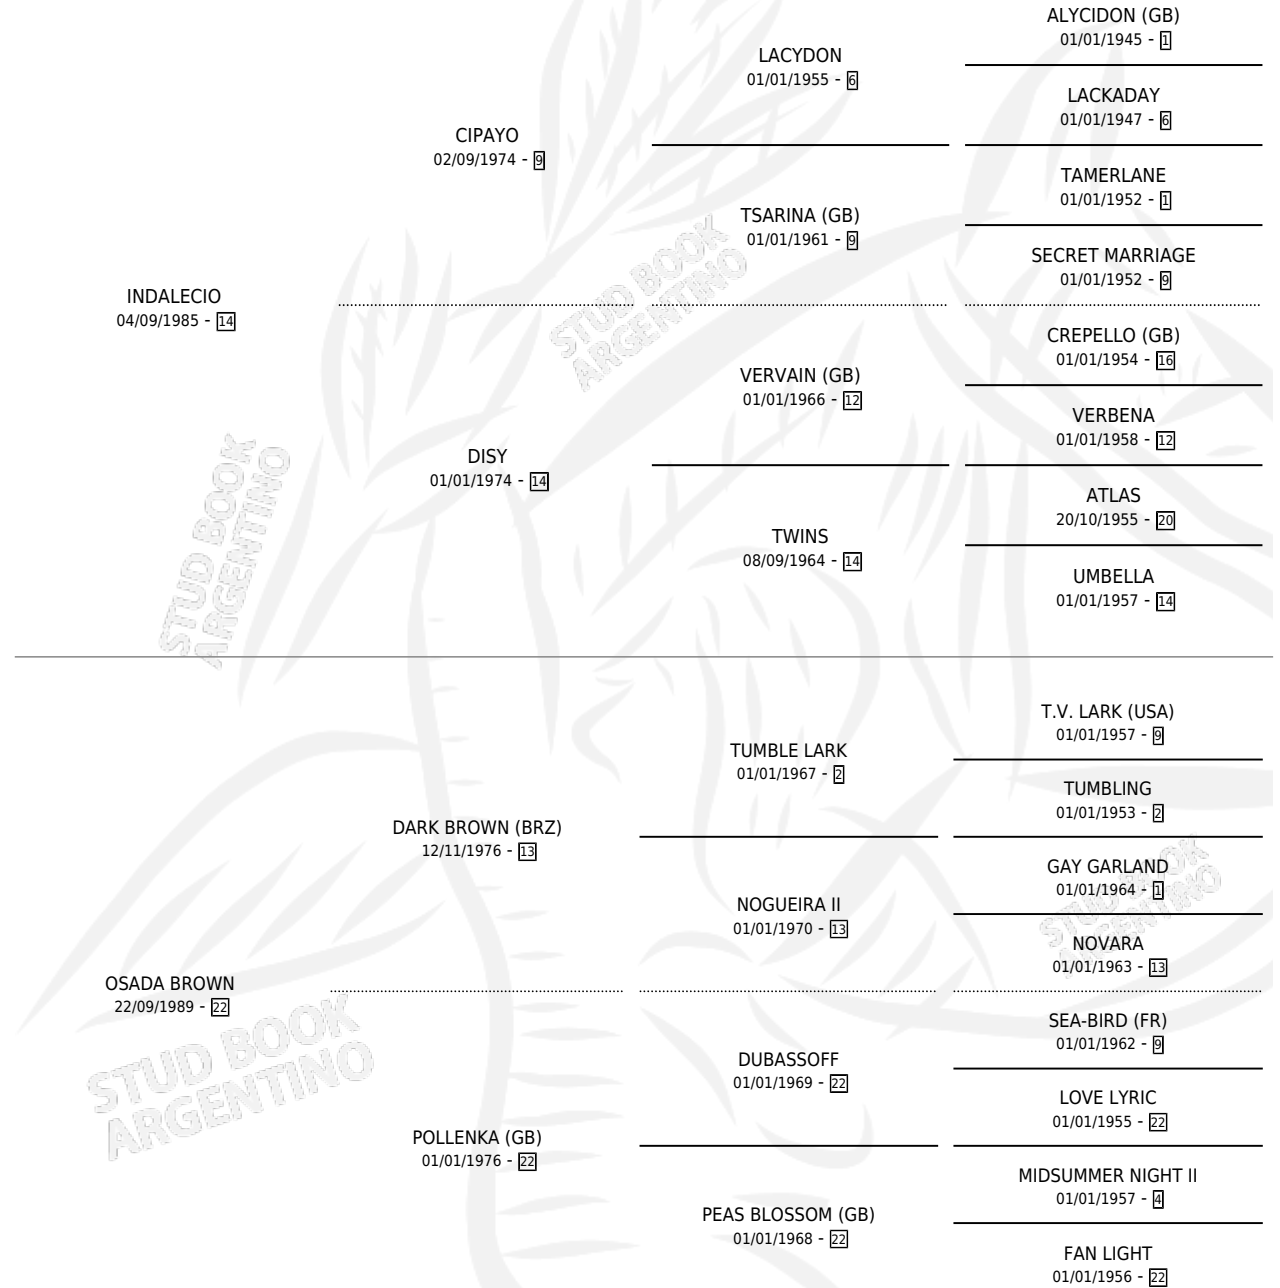 ALYCIDON (GB)
01/01/1945 - 1
LACYDON
01/01/1955 - 6
LACKADAY
01/01/1947 - 6
CIPAYO
02/09/1974 - 9
TAMERLANE
01/01/1952 - 1
TSARINA (GB)
01/01/1961 - 9
SECRET MARRIAGE
01/01/1952 - 9
INDALECIO
04/09/1985 - 14
CREPELLO (GB)
01/01/1954 - 16
VERVAIN (GB)
01/01/1966 - 12
VERBENA
01/01/1958 - 12
DISY
01/01/1974 - 14
ATLAS
20/10/1955 - 20
TWINS
08/09/1964 - 14
UMBELLA
01/01/1957 - 14
T.V. LARK (USA)
01/01/1957 - 9
TUMBLE LARK
01/01/1967 - 2
TUMBLING
01/01/1953 - 2
DARK BROWN (BRZ)
12/11/1976 - 13
GAY GARLAND
01/01/1964 - 1
NOGUEIRA II
01/01/1970 - 13
NOVARA
01/01/1963 - 13
OSADA BROWN
22/09/1989 - 22
SEA-BIRD (FR)
01/01/1962 - 9
DUBASSOFF
01/01/1969 - 22
LOVE LYRIC
01/01/1955 - 22
POLLENKA (GB)
01/01/1976 - 22
MIDSUMMER NIGHT II
01/01/1957 - 4
PEAS BLOSSOM (GB)
01/01/1968 - 22
FAN LIGHT
01/01/1956 - 22
STUD BOOK
ARGENTINO
STUD BOOK
ARGENTINO
STUD BOOK
ARGENTINO
STUD BOOK
ARGENTINO